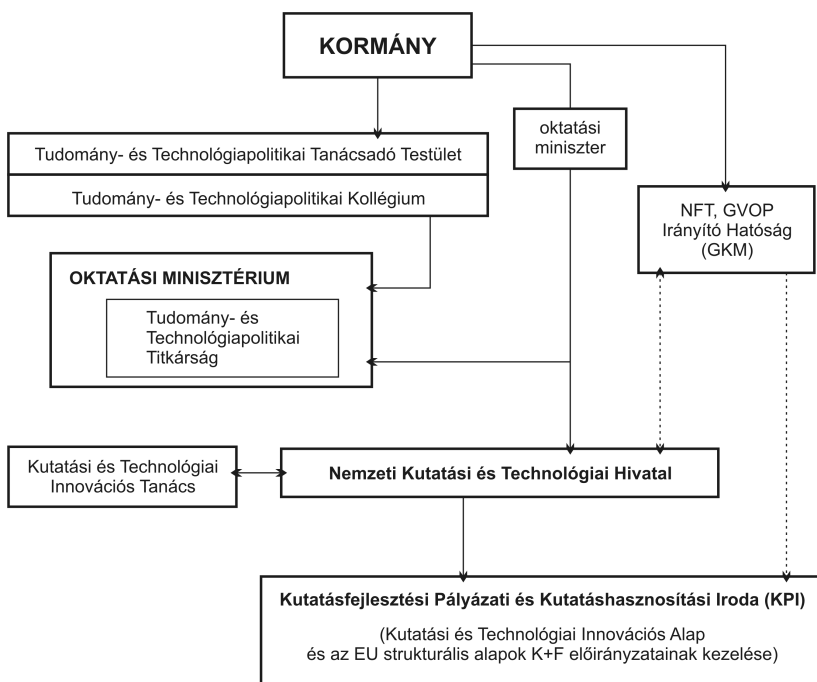 KORMÁNY
oktatási
miniszter
Tudomány- és Technológiapolitikai Tanácsadó Testület
Tudomány- és Technológiapolitikai Kollégium
NFT, GVOP
Irányító Hatóság
(GKM)
OKTATÁSI MINISZTÉRIUM
Tudomány- és
Technológiapolitikai
Titkárság
Kutatási és Technológiai
Innovációs Tanács
Nemzeti Kutatási és Technológiai Hivatal
Kutatásfejlesztési Pályázati és Kutatáshasznosítási Iroda (KPI)
(Kutatási és Technológiai Innovációs Alap
és az EU strukturális alapok K+F előirányzatainak kezelése)